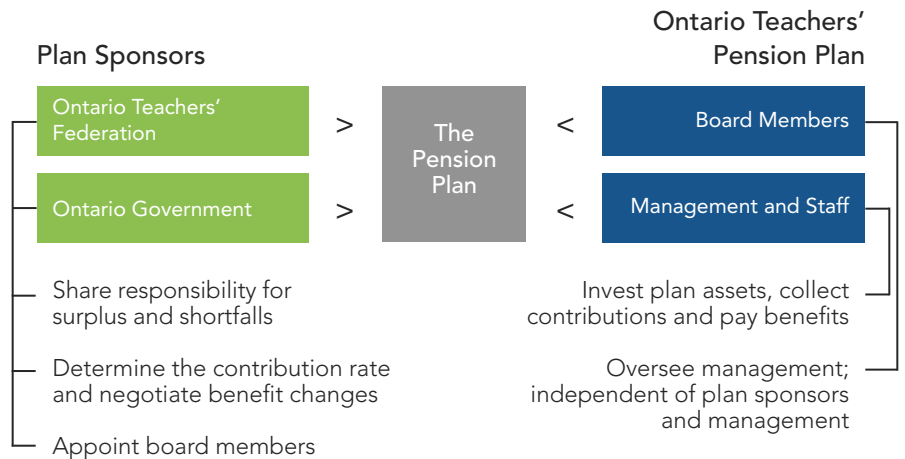 Plan Sponsors
Ontario Teachers'
Federation
>
Ontario Government
>
Share responsibility for
surplus and shortfalls
Determine the contribution rate
and negotiate benefit changes
Appoint board members
The
Pension
Plan
Ontario Teachers'
Pension Plan
<
Board Members
<
Management and Staff
Invest plan assets, collect
contributions and pay benefits
Oversee management;
independent of plan sponsors
and management